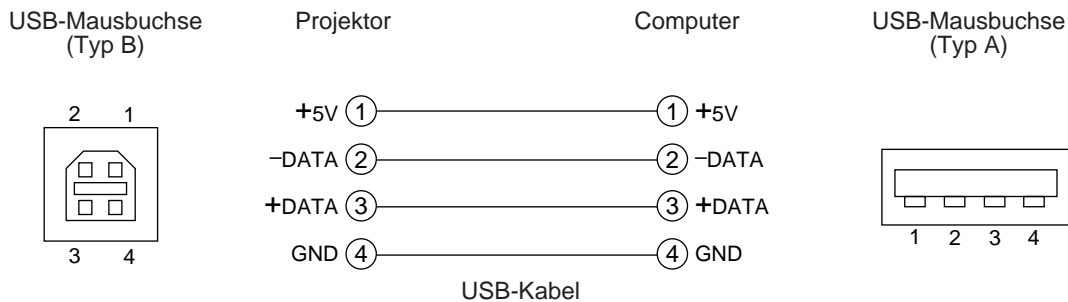 USB-Mausbuchse
(Typ B)
Projektor
Computer
USB-Mausbuchse
(Typ A)
2 1
3 4
+5V 1 1 +5V
–DATA 2 2 –DATA
+DATA 3 3 +DATA
GND 4 4 GND
USB-Kabel
1 2 3 4